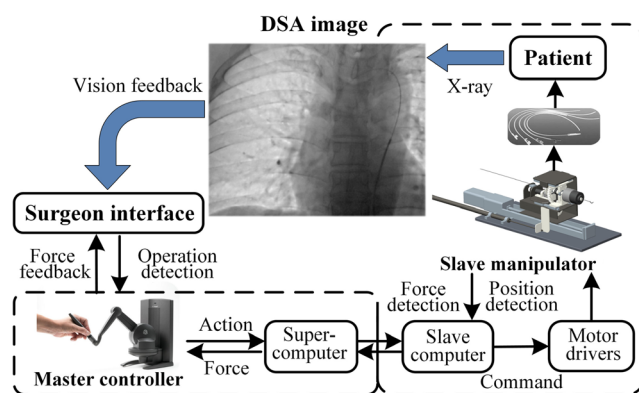 DSA image
Patient
X-ray
Vision feedback
Surgeon interface
Force
feedback
Operation
detection
Slave manipulator
Force
detection
Position
detection
Action
Force
Super-
computer
Slave
computer
Motor
drivers
Master controller
Command